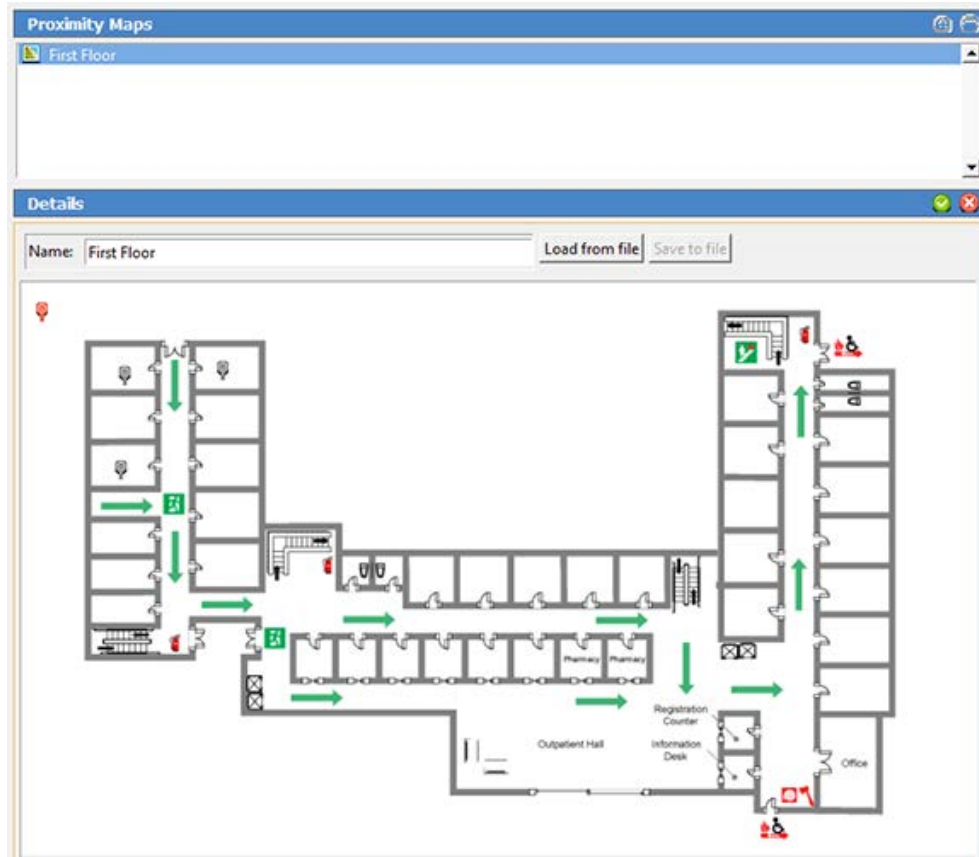 Proximity Maps
First Floor
Details
Name: First Floor Load from file Save to file
Pharmacy Pharmacy
Registration
Counter
Outpatient Hall
Information
Desk
Office